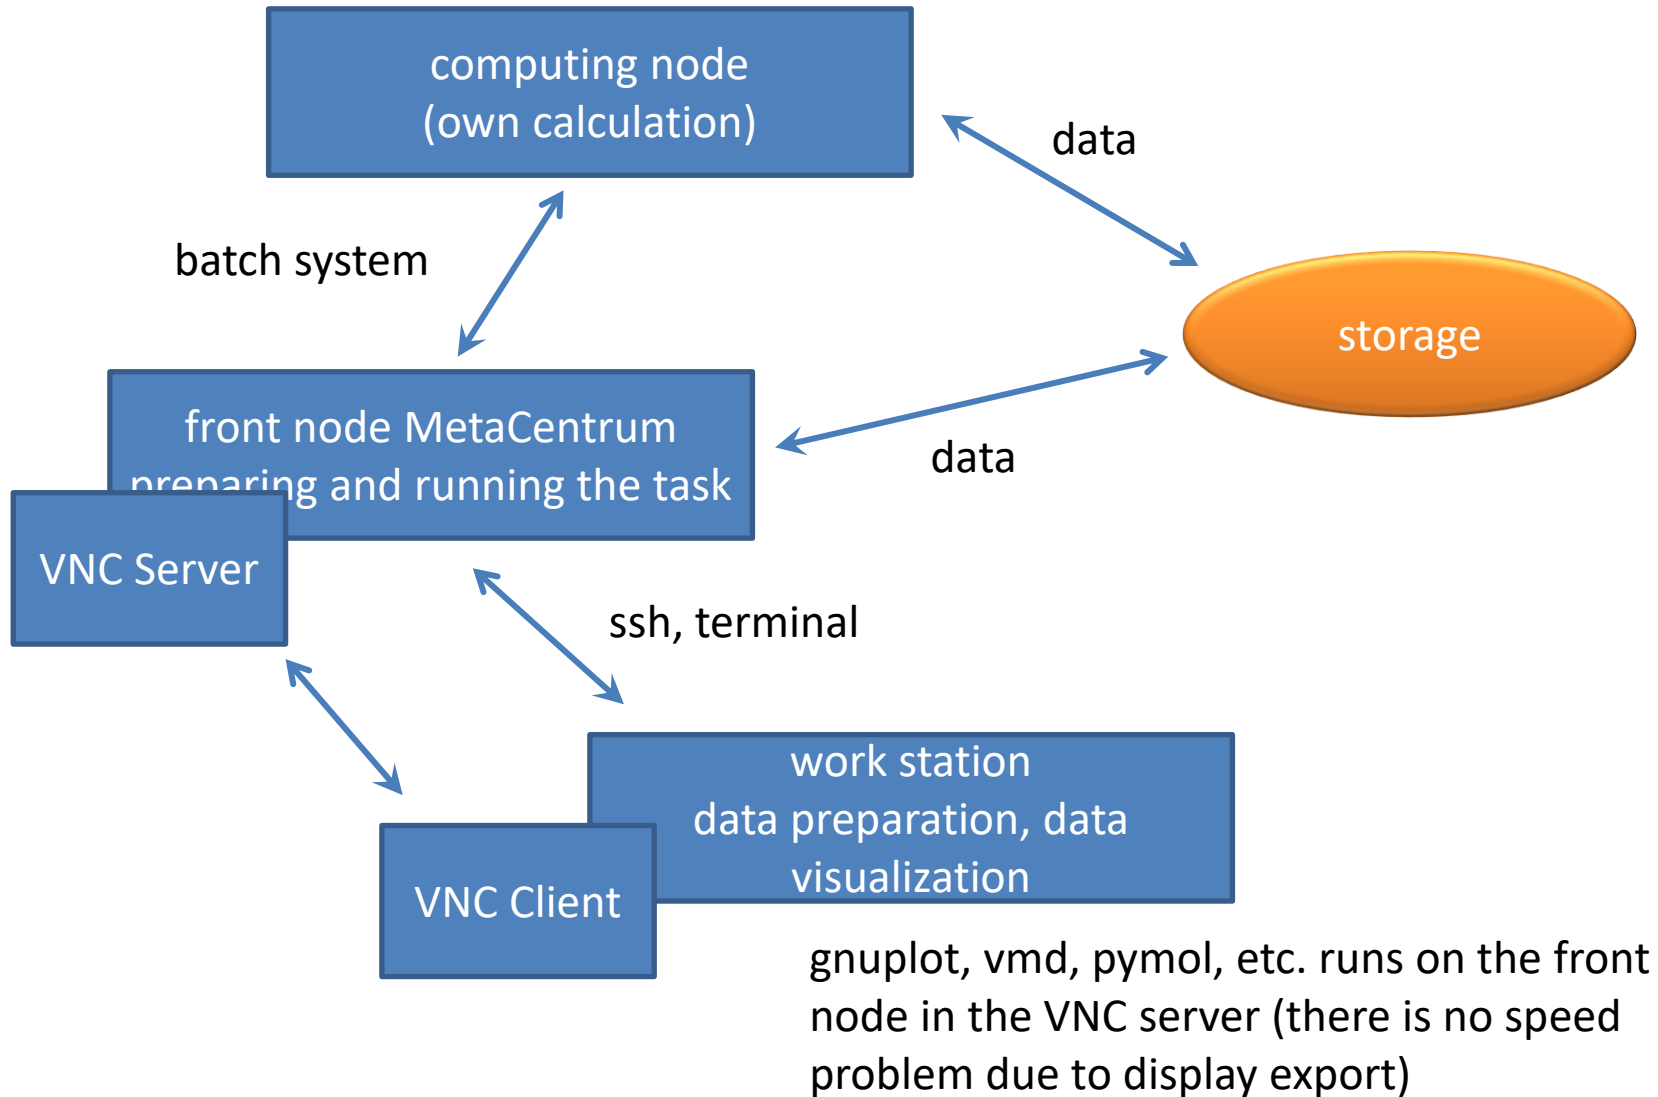 computing node
(own calculation)
data
batch system
storage
front node MetaCentrum
preparing and running the task
data
VNC Server
ssh, terminal
work station
data preparation, data
visualization
VNC Client
gnuplot, vmd, pymol, etc. runs on the front
node in the VNC server (there is no speed
problem due to display export)